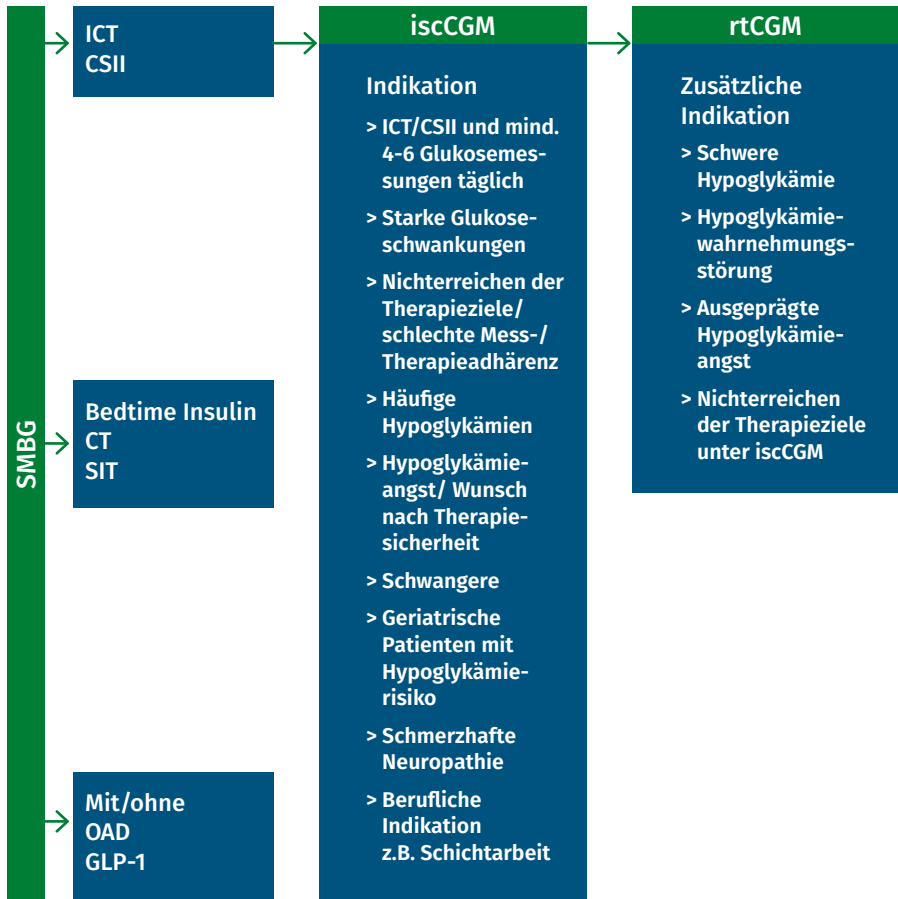 SMBG
ICT
CSII
Bedtime Insulin
CT
SIT
Mit/ohne
OAD
GLP-1
iscCGM
Indikation
> ICT/CSII und mind.
4-6 Glukosemes-
sungen täglich
> Starke Glukose-
schwankungen
> Nichterreichen der
Therapieziele/
schlechte Mess-/
Therapieadhärenz
> Häufige
Hypoglykämien
> Hypoglykämie-
angst/ Wunsch
nach Therapie-
sicherheit
> Schwangere
> Geriatrische
Patienten mit
Hypoglykämie-
risiko
> Schmerzhafte
Neuropathie
> Berufliche
Indikation
z.B. Schichtarbeit
rtCGM
Zusätzliche
Indikation
> Schwere
Hypoglykämie
> Hypoglykämie-
wahrnehmungs-
störung
> Ausgeprägte
Hypoglykämie-
angst
> Nichterreichen
der Therapieziele
unter iscCGM